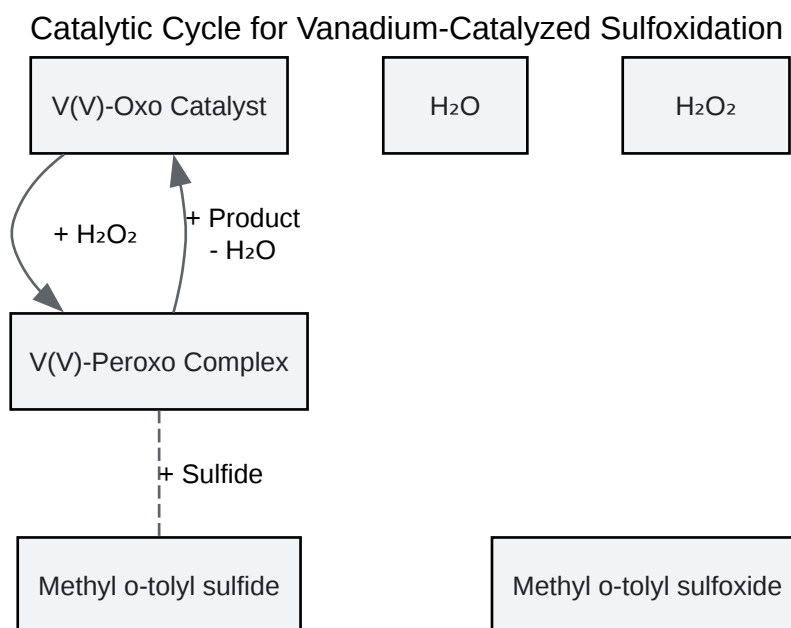 Catalytic Cycle for Vanadium-Catalyzed Sulfoxidation
V(V)-Oxo Catalyst
H₂O
H₂O₂
+ H₂O₂
+ Product
- H₂O
V(V)-Peroxo Complex
+ Sulfide
Methyl o-tolyl sulfide
Methyl o-tolyl sulfoxide